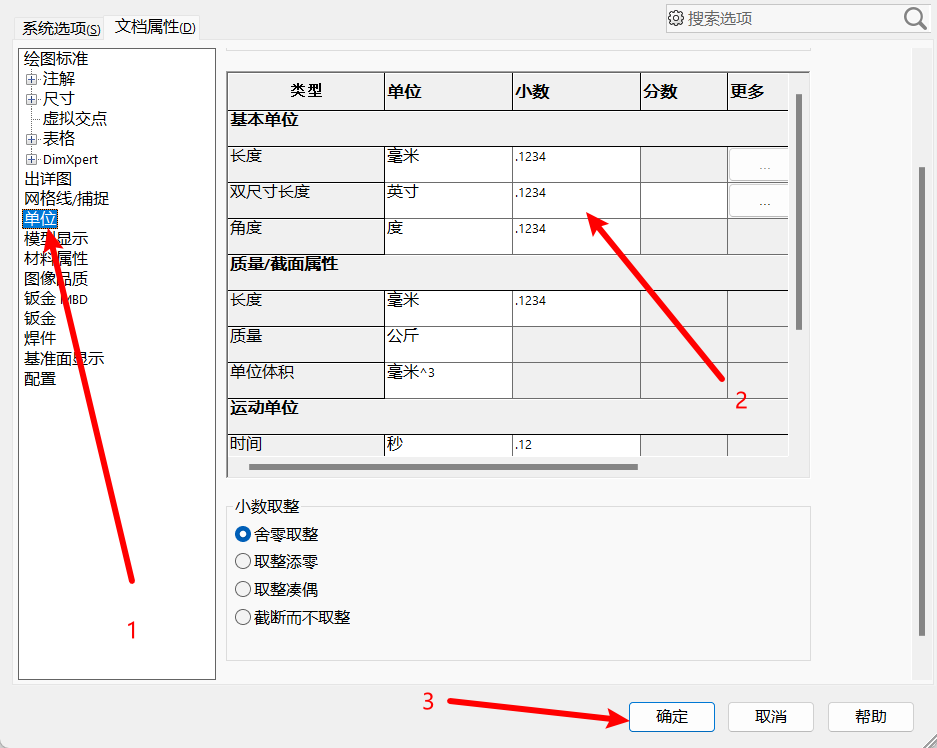 系统选项(S) 文档属性(D) 搜索选项
绘图标准
注解
尺寸
虚拟交点
表格
DimXpert
出详图
网格线/捕捉
单位
模型显示
材料属性
图像品质
钣金 MBD
钣金
焊件
基准面显示
配置
1
类型 单位 小数 分数 更多
基本单位
长度 毫米 .1234 ...
双尺寸长度 英寸 .1234 ...
角度 度 .1234
质量/截面属性
长度 毫米 .1234
质量 公斤
单位体积 毫米^3
2
运动单位
时间 秒 .12
小数取整
舍零取整
取整添零
取整凑偶
截断而不取整
3
确定 取消 帮助